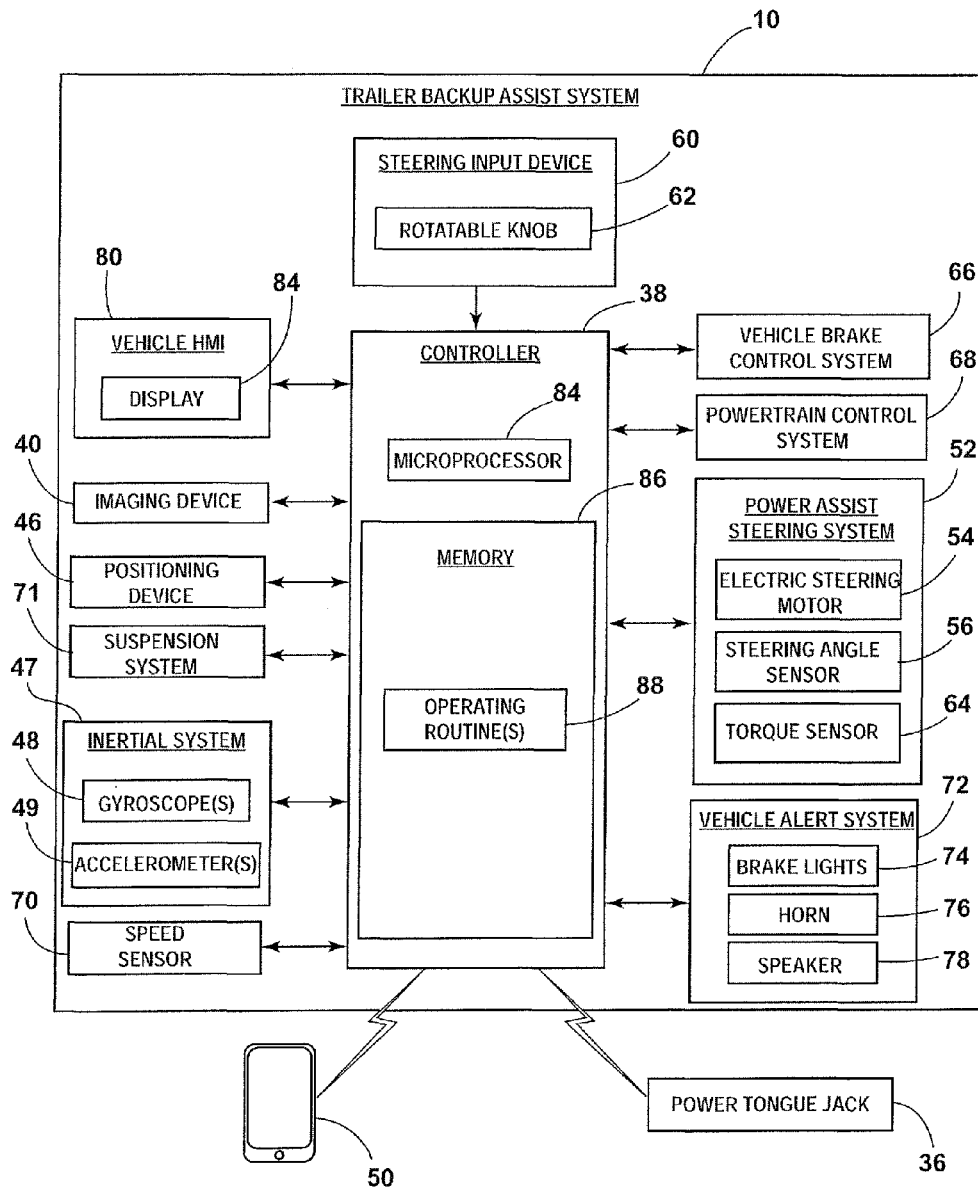 10
TRAILER BACKUP ASSIST SYSTEM
STEERING INPUT DEVICE
60
ROTATABLE KNOB
62
80
84
VEHICLE HMI
DISPLAY
38
CONTROLLER
84
MICROPROCESSOR
86
MEMORY
OPERATING
ROUTINE(S)
88
66
VEHICLE BRAKE
CONTROL SYSTEM
68
POWERTRAIN CONTROL
SYSTEM
52
POWER ASSIST
STEERING SYSTEM
54
ELECTRIC STEERING
MOTOR
56
STEERING ANGLE
SENSOR
64
TORQUE SENSOR
72
VEHICLE ALERT SYSTEM
BRAKE LIGHTS
74
HORN
76
SPEAKER
78
40
IMAGING DEVICE
46
POSITIONING
DEVICE
71
SUSPENSION
SYSTEM
47
INERTIAL SYSTEM
48
GYROSCOPE(S)
49
ACCELEROMETER(S)
70
SPEED
SENSOR
50
POWER TONGUE JACK
36